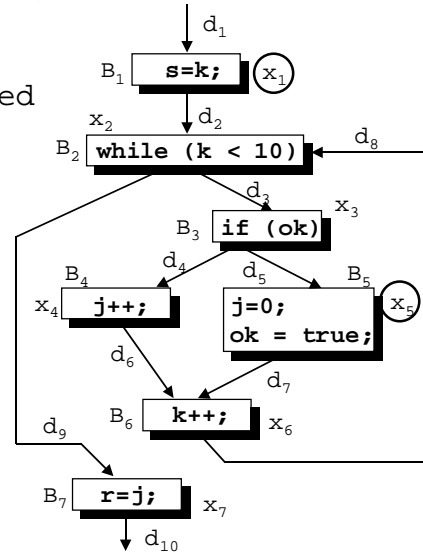 d1
B1 s=k; x1
ed
x2 d2
B2 while (k < 10) d8
d3
B3 if (ok) x3
d4 d5
B4 B5
x4 j++; j=0; x5
ok = true;
d6 d7
B6 k++; x6
d9
B7 r=j; x7
d10